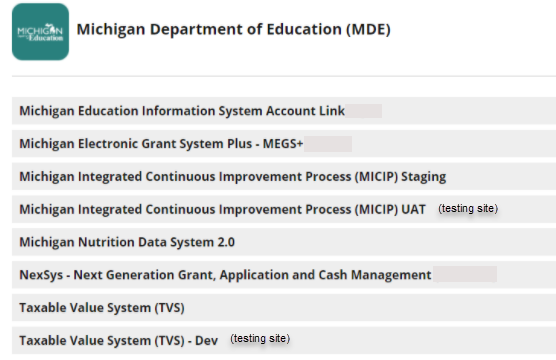 MICHIGAN
Education
Michigan Department of Education (MDE)
Michigan Education Information System Account Link
Michigan Electronic Grant System Plus - MEGS+
Michigan Integrated Continuous Improvement Process (MICIP) Staging
Michigan Integrated Continuous Improvement Process (MICIP) UAT (testing site)
Michigan Nutrition Data System 2.0
NexSys - Next Generation Grant, Application and Cash Management
Taxable Value System (TVS)
Taxable Value System (TVS) - Dev (testing site)